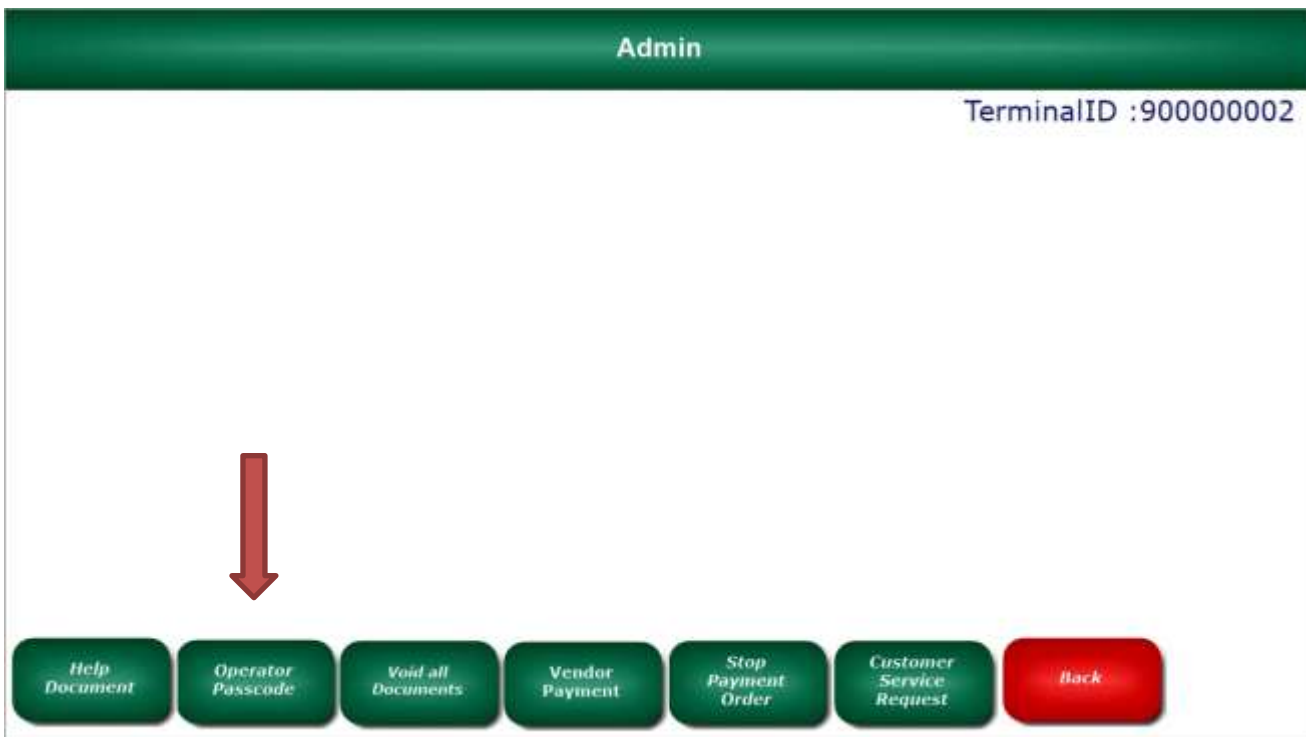 Admin
TerminalID :900000002
Help
Document
Operator
Passcode
Void all
Documents
Vendor
Payment
Stop
Payment
Order
Customer
Service
Request
Back